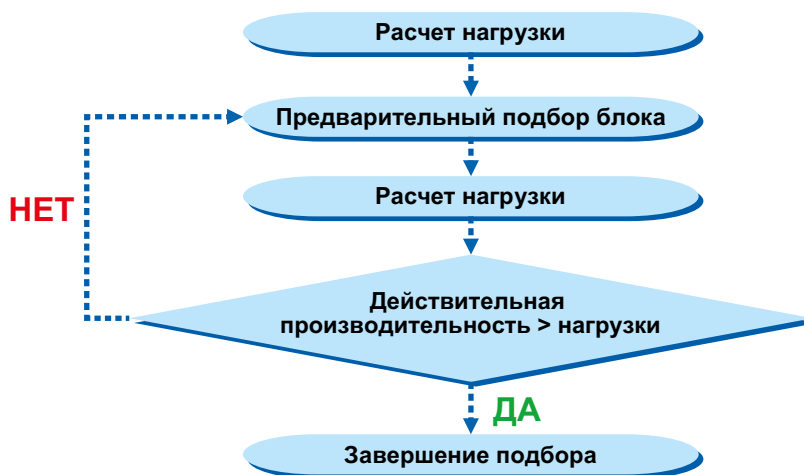 Расчет нагрузки
Предварительный подбор блока
Расчет нагрузки
НЕТ
Действительная
производительность > нагрузки
ДА
Завершение подбора